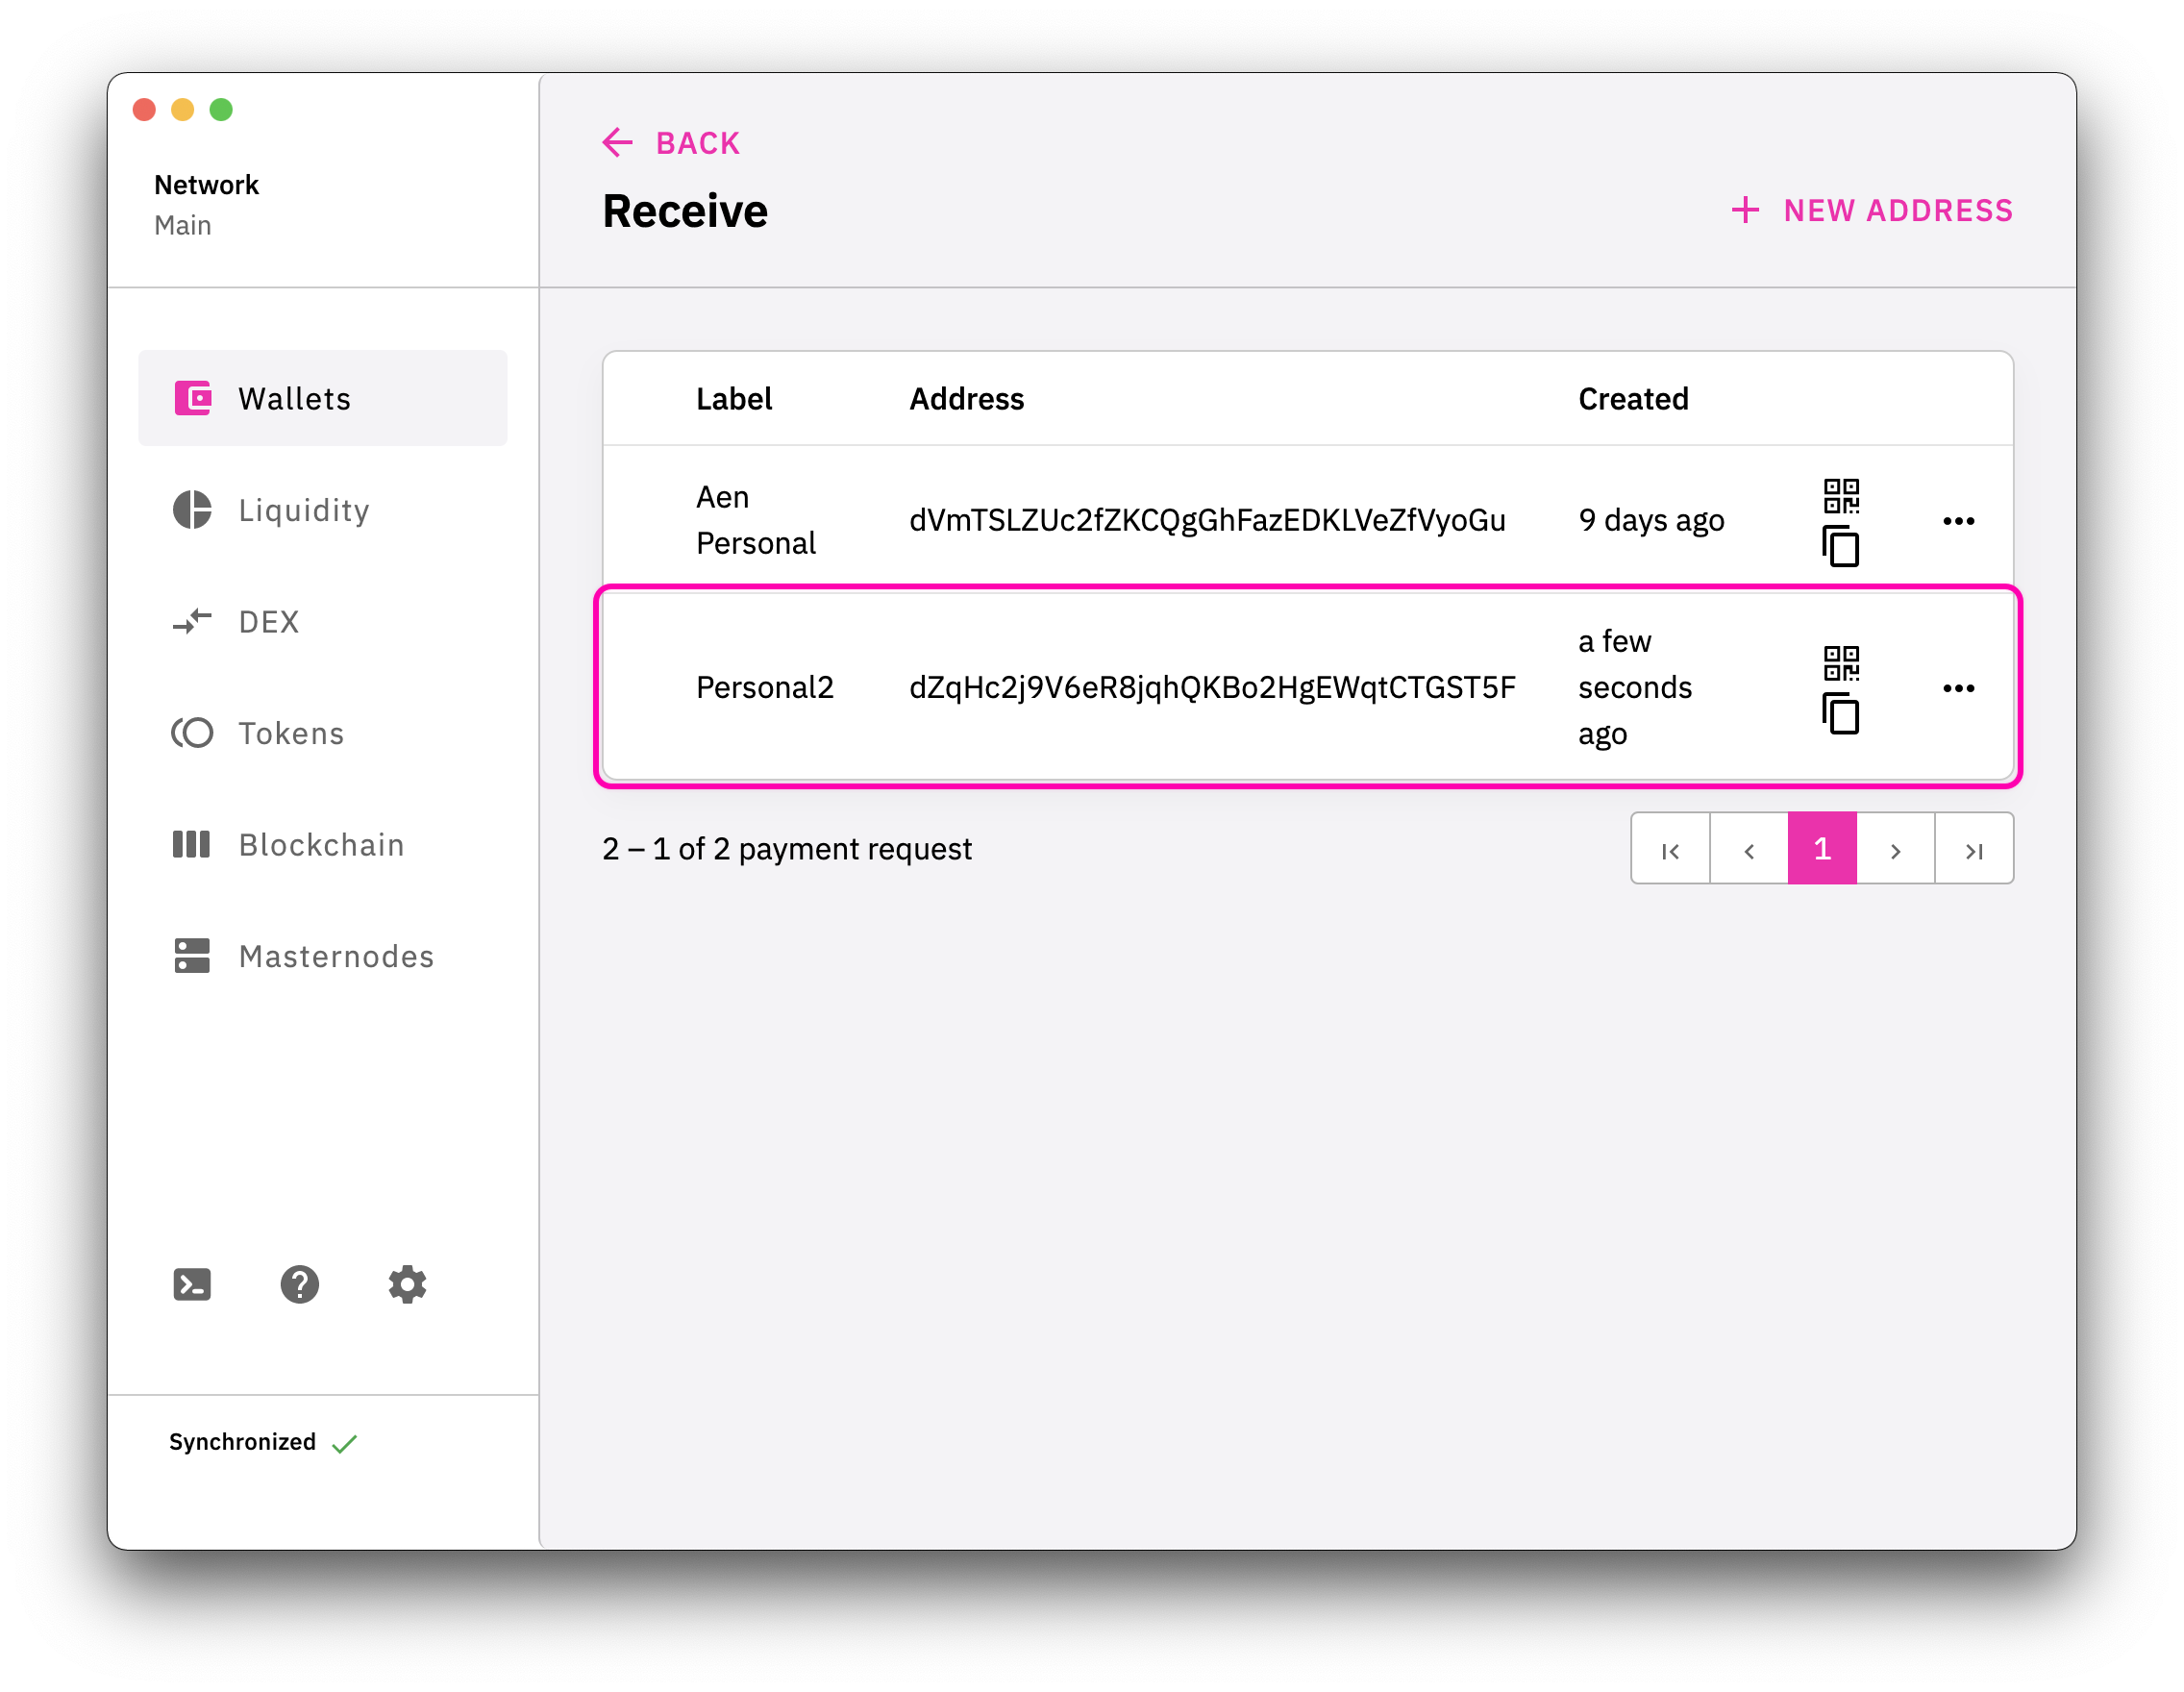 Network
Main
Wallets
Liquidity
DEX
Tokens
Blockchain
Masternodes
Synchronized
BACK
Receive
NEW ADDRESS
Label Address Created
Aen
Personal
dVmTSLZUc2fZKCQgGhFazEDKLVeZfVyoGu
9 days ago
Personal2
dZqHc2j9V6eR8jqhQKBo2HgEWqtCTGST5F
a few
seconds
ago
2 – 1 of 2 payment request
1